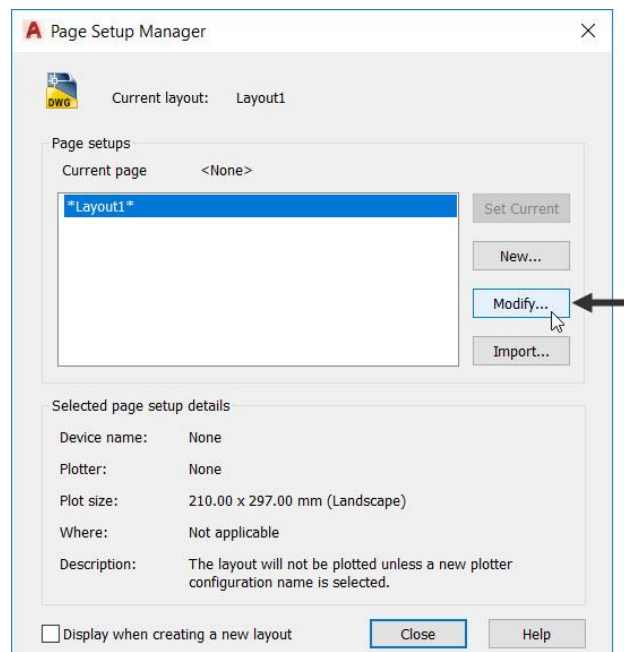 A Page Setup Manager
DWG
Current layout: Layout1
Page setups
Current page <None>
*Layout1*
Set Current
New...
Modify...
Import...
Selected page setup details
Device name: None
Plotter: None
Plot size: 210.00 x 297.00 mm (Landscape)
Where: Not applicable
Description: The layout will not be plotted unless a new plotter
configuration name is selected.
Display when creating a new layout Close Help